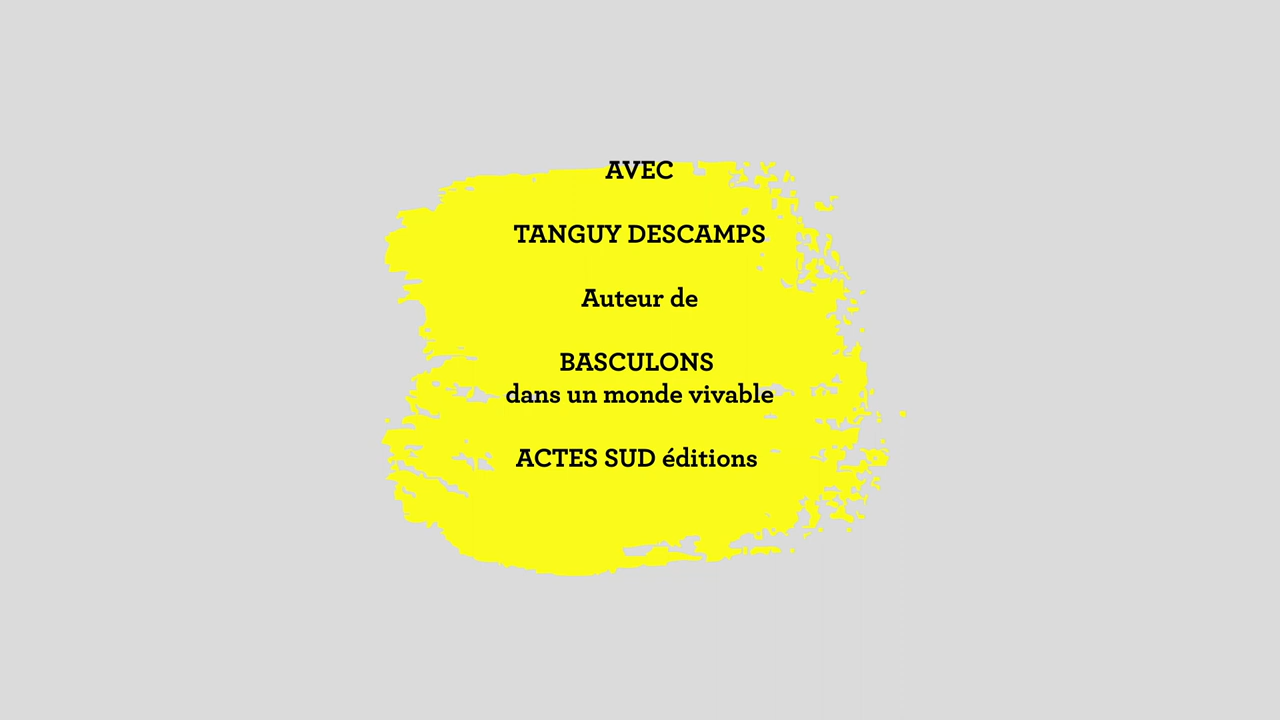 AVEC
TANGUY DESCAMPS
Auteur de
BASCULONS
dans un monde vivable
ACTES SUD éditions